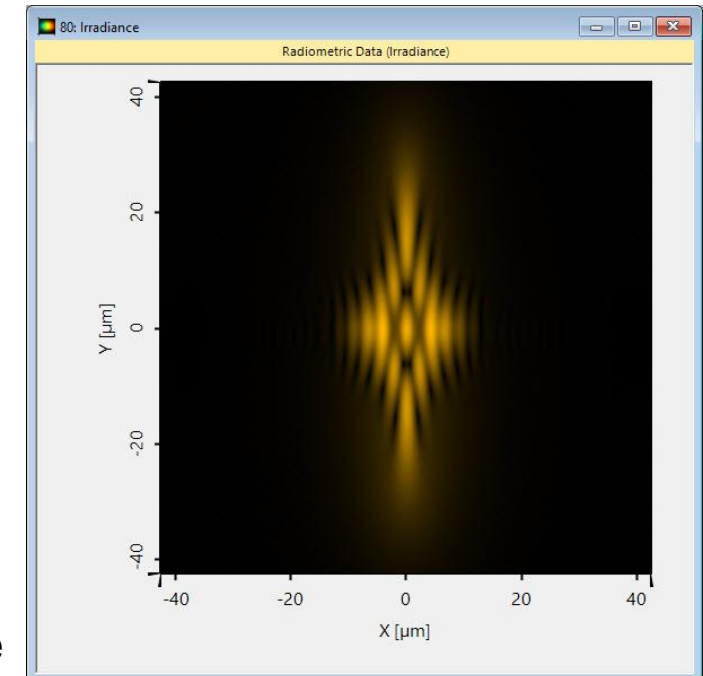 80: Irradiance
Radiometric Data (Irradiance)
40
20
0
-20
-40
Y [µm]
-40 -20 0 20 40
X [µm]
e